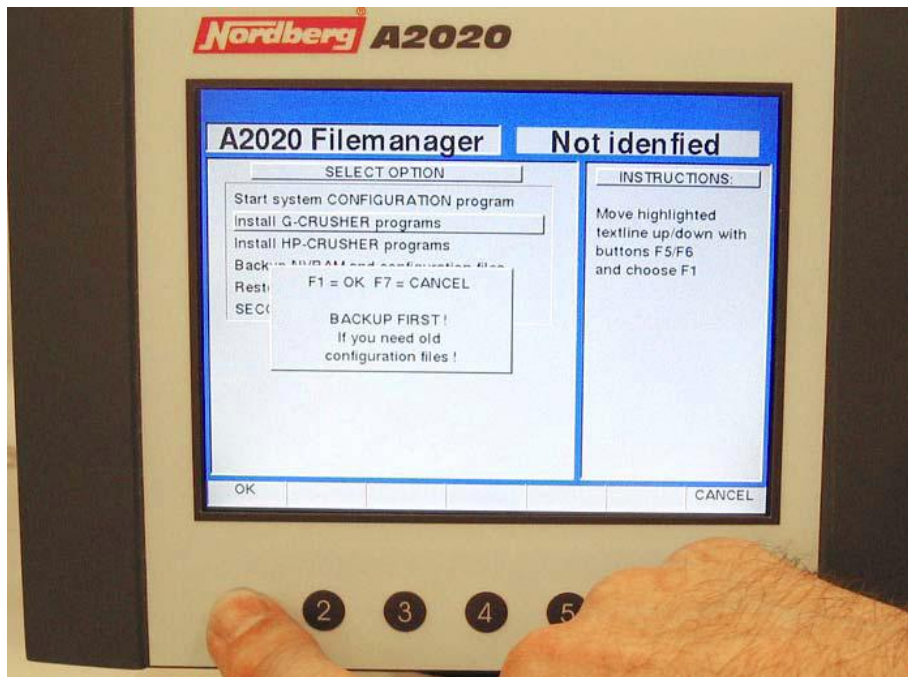 Nordberg® A2020
A2020 Filemanager
Not idenfied
SELECT OPTION
Start system CONFIGURATION program
Install G-CRUSHER programs
Install HP-CRUSHER programs
F1 = OK F7 = CANCEL
BACKUP FIRST!
If you need old
configuration files !
INSTRUCTIONS:
Move highlighted
textline up/down with
buttons F5/F6
and choose F1
OK
CANCEL
2
3
4
5